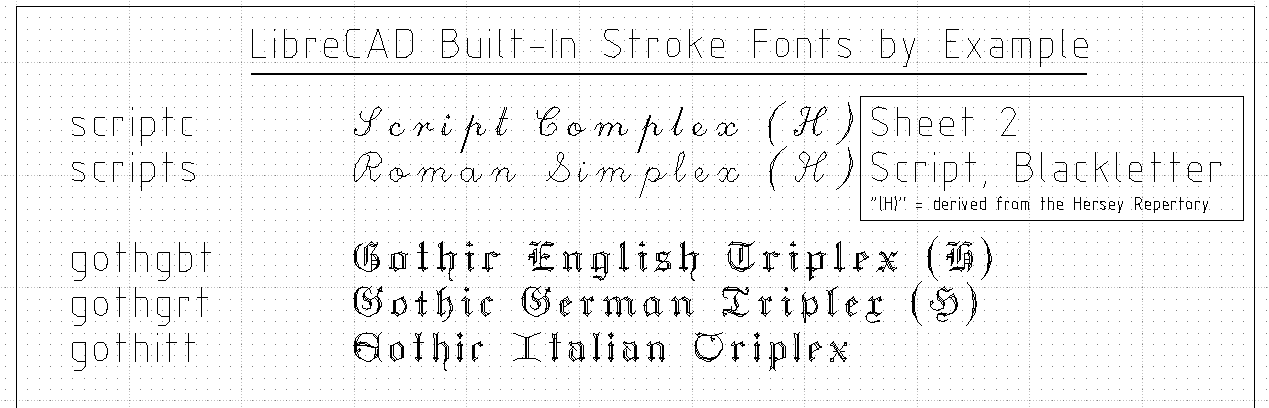 LibreCAD Built-In Stroke Fonts by Example
scriptc Script Complex (H)
scripts Roman Simplex (H)
Sheet 2
Script, Blackletter
"(H)" = derived from the Hersey Repertory
gothgbt Gothic English Triplex (H)
gothgrt Gothic German Triplex (H)
gothitt Gothic Italian Triplex